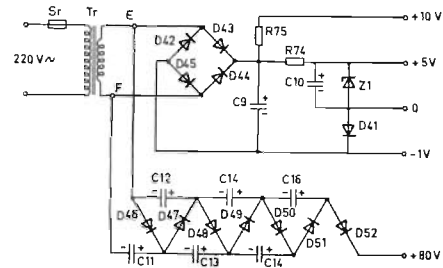 Sr
Tr
E
220 V~
F
D42
D43
D45
D44
R75
R74
C9
C10
Z1
D41
+10 V
+5V
0
-1V
C12
C14
C16
- +
- +
- +
D46
D47
D48
D49
D50
D51
D52
- +
- +
- +
C11
C13
C14
+80V